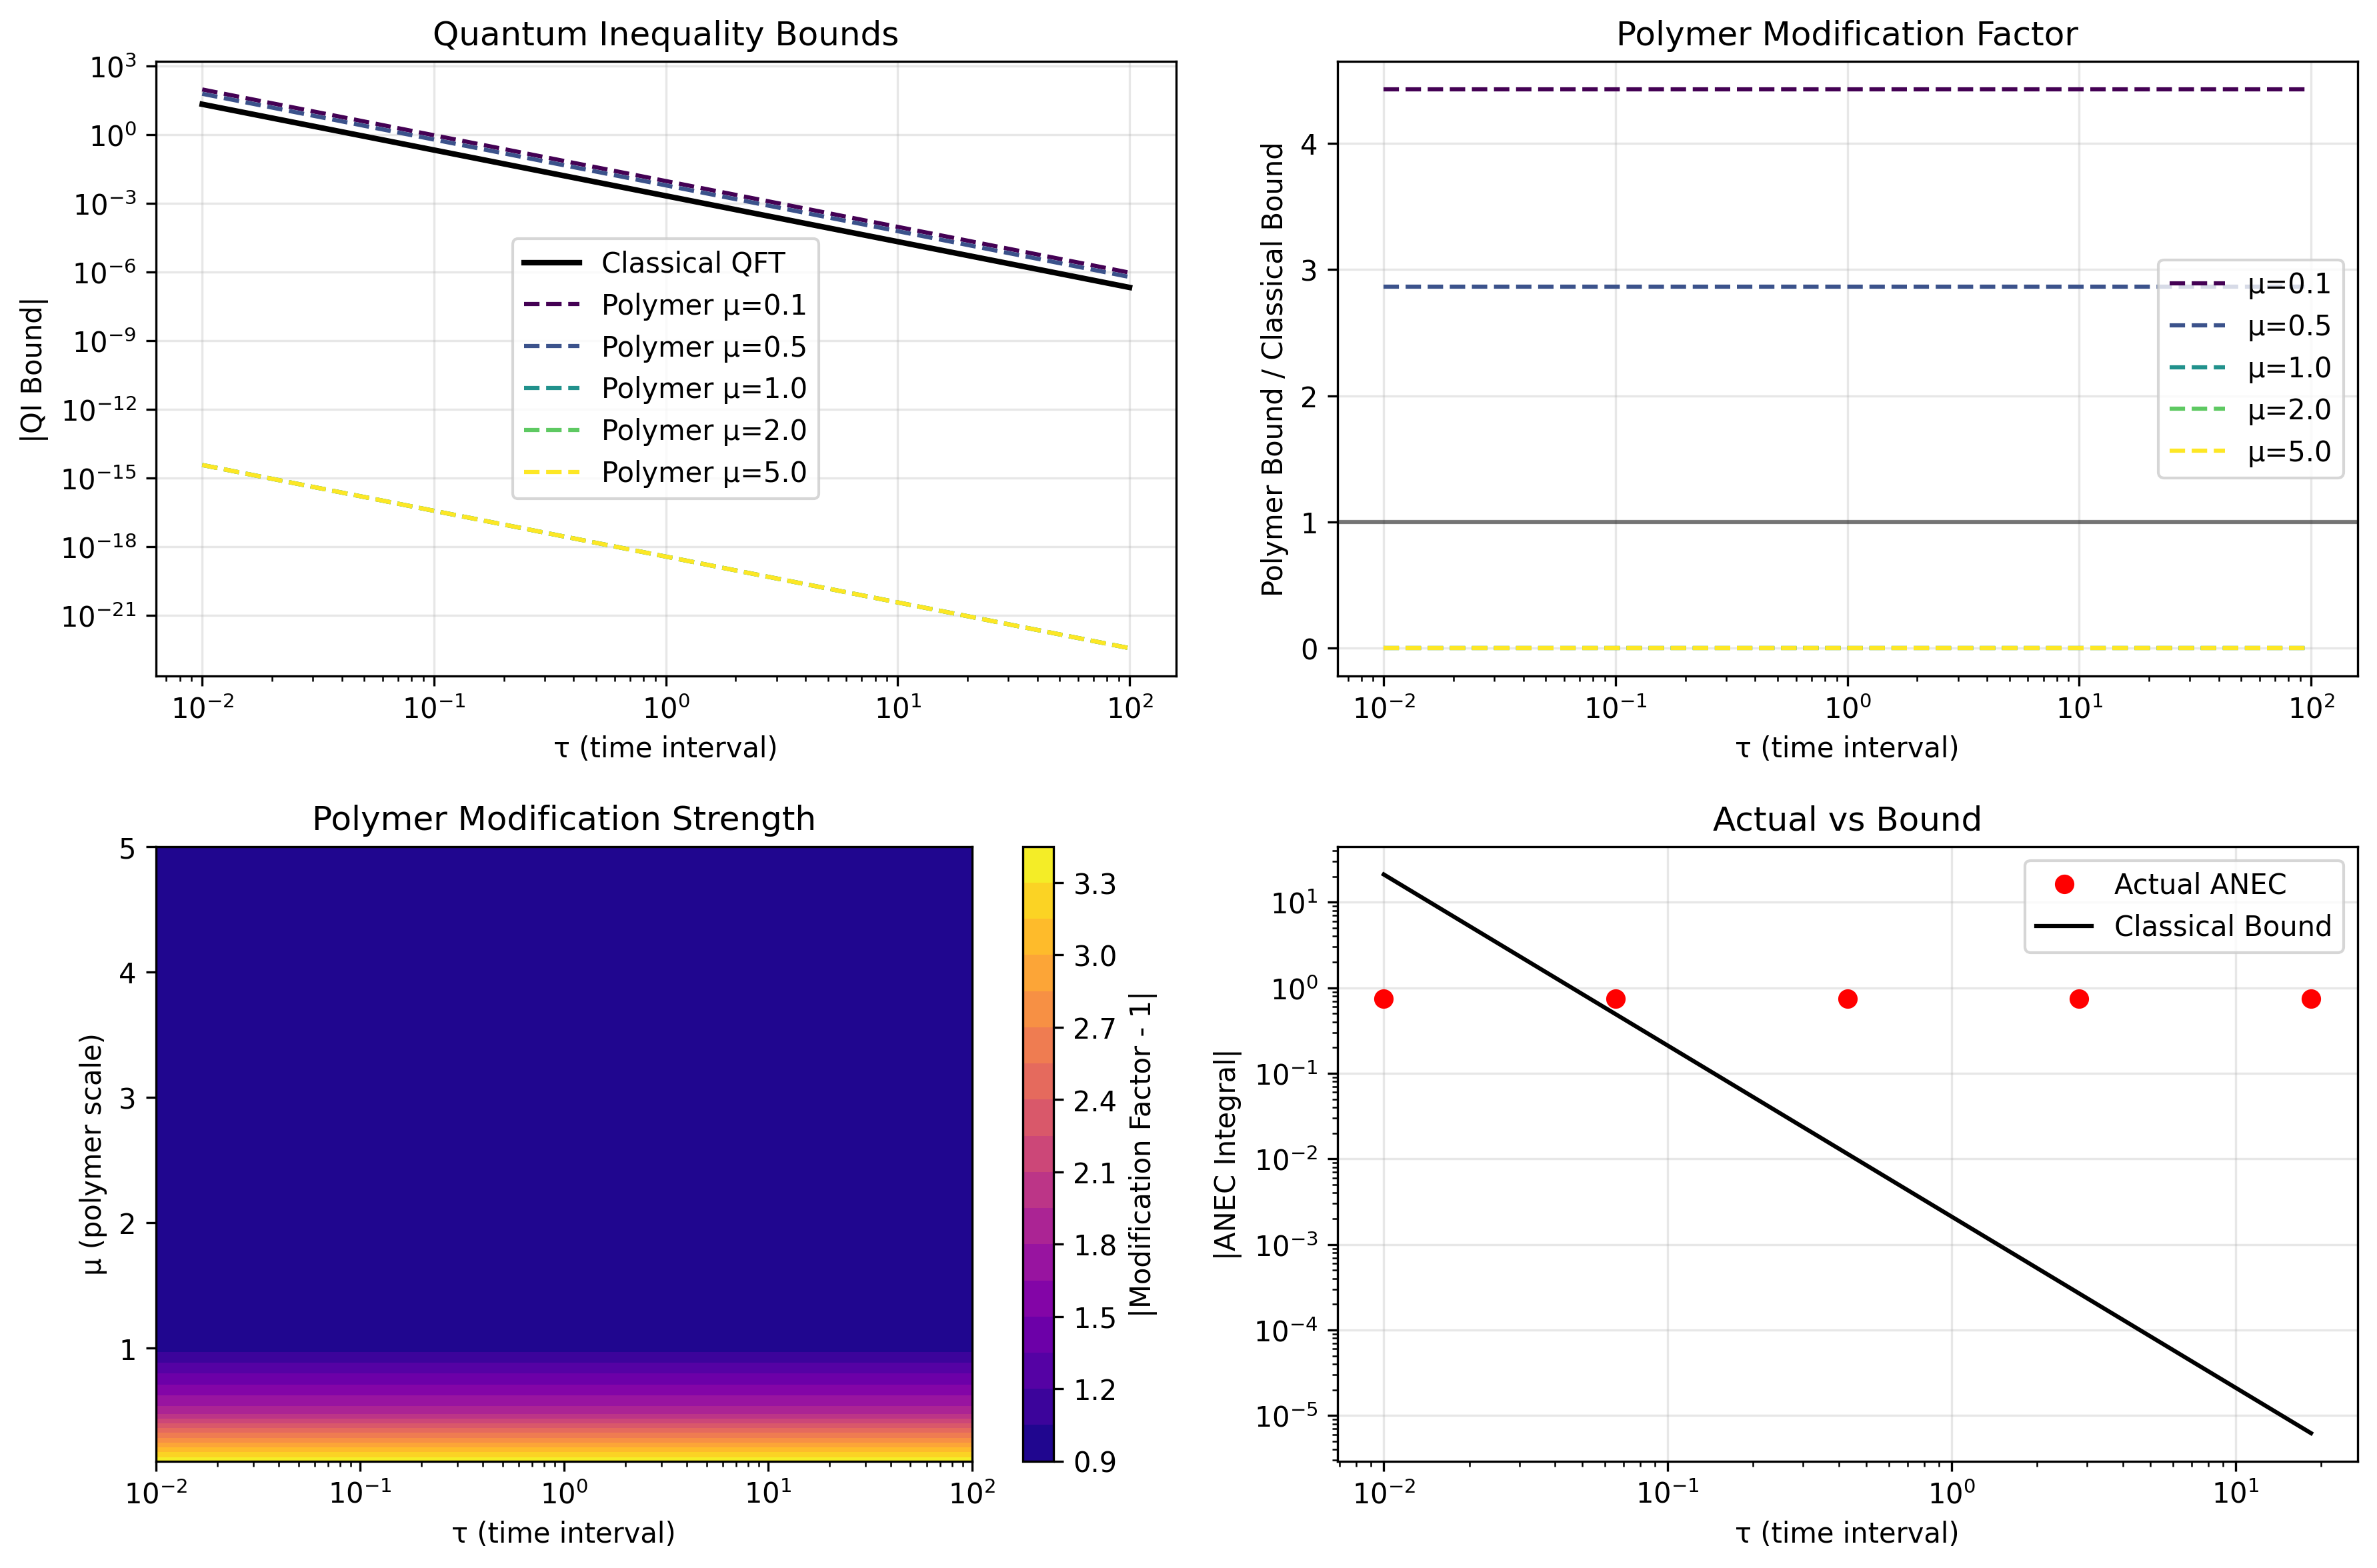 Quantum Inequality Bounds
|QI Bound|
10³
10⁰
10⁻³
10⁻⁶
10⁻⁹
10⁻¹²
10⁻¹⁵
10⁻¹⁸
10⁻²¹
Classical QFT
Polymer μ=0.1
Polymer μ=0.5
Polymer μ=1.0
Polymer μ=2.0
Polymer μ=5.0
10⁻² 10⁻¹ 10⁰ 10¹ 10²
τ (time interval)
Polymer Modification Factor
Polymer Bound / Classical Bound
4
3
2
1
0
μ=0.1
μ=0.5
μ=1.0
μ=2.0
μ=5.0
10⁻² 10⁻¹ 10⁰ 10¹ 10²
τ (time interval)
Polymer Modification Strength
μ (polymer scale)
5
4
3
2
1
10⁻² 10⁻¹ 10⁰ 10¹ 10²
τ (time interval)
3.3
3.0
2.7
2.4
2.1
1.8
1.5
1.2
0.9
|Modification Factor - 1|
Actual vs Bound
|ANEC Integral|
10¹
10⁰
10⁻¹
10⁻²
10⁻³
10⁻⁴
10⁻⁵
Actual ANEC
Classical Bound
10⁻² 10⁻¹ 10⁰ 10¹
τ (time interval)